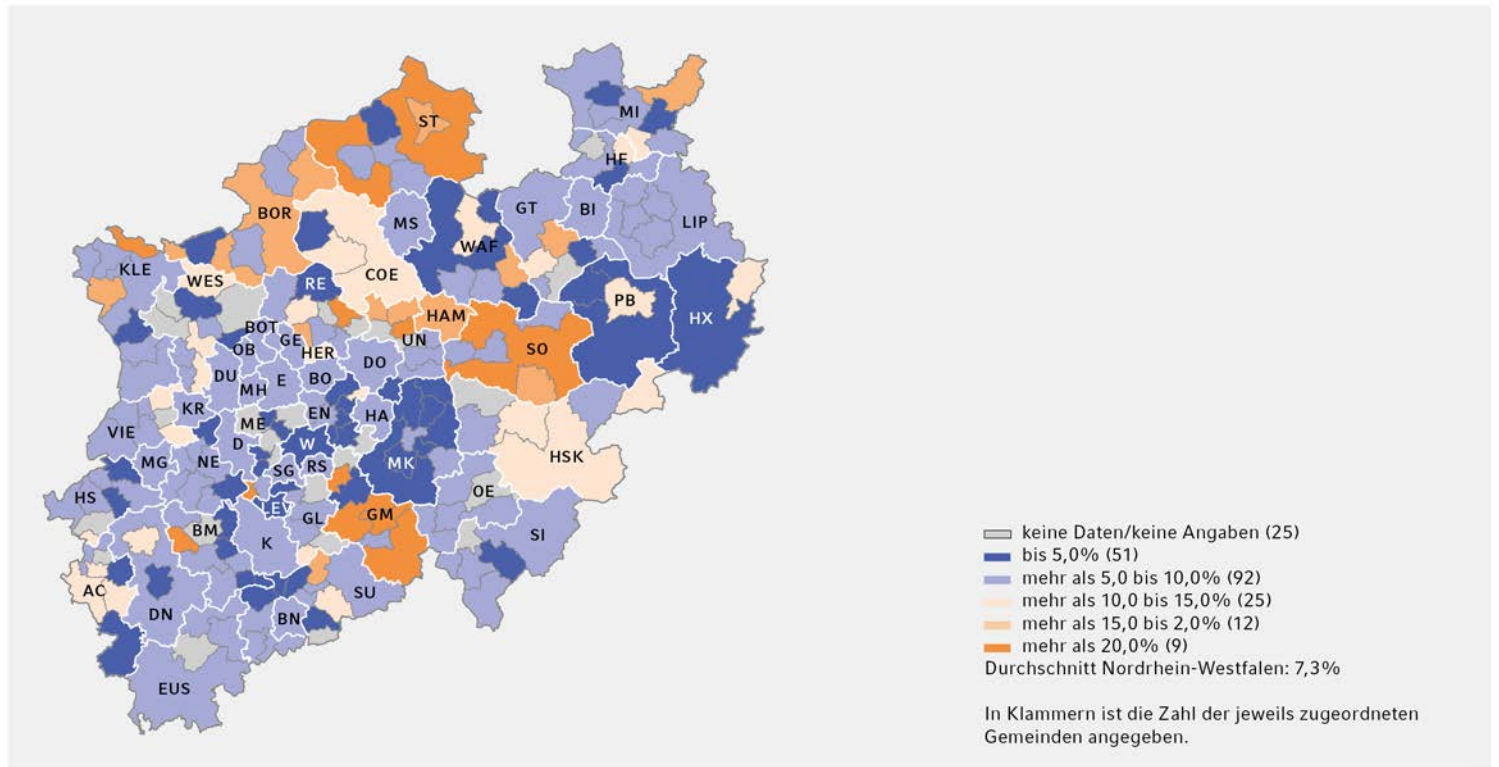 ST
MI
HF
BOR
MS
GT
BI
LIP
WAF
KLE
WES
COE
RE
PB
HX
BOT
HAM
GE
UN
OB
HER
SO
DO
DU
E
BO
MH
KR
EN
HA
ME
VIE
D
W
HSK
MG
NE
SG
RS
MK
HS
OE
LEV
GL
GM
BM
K
SI
AC
SU
DN
BN
EUS
keine Daten/keine Angaben (25)
bis 5,0% (51)
mehr als 5,0 bis 10,0% (92)
mehr als 10,0 bis 15,0% (25)
mehr als 15,0 bis 2,0% (12)
mehr als 20,0% (9)
Durchschnitt Nordrhein-Westfalen: 7,3%
In Klammern ist die Zahl der jeweils zugeordneten
Gemeinden angegeben.